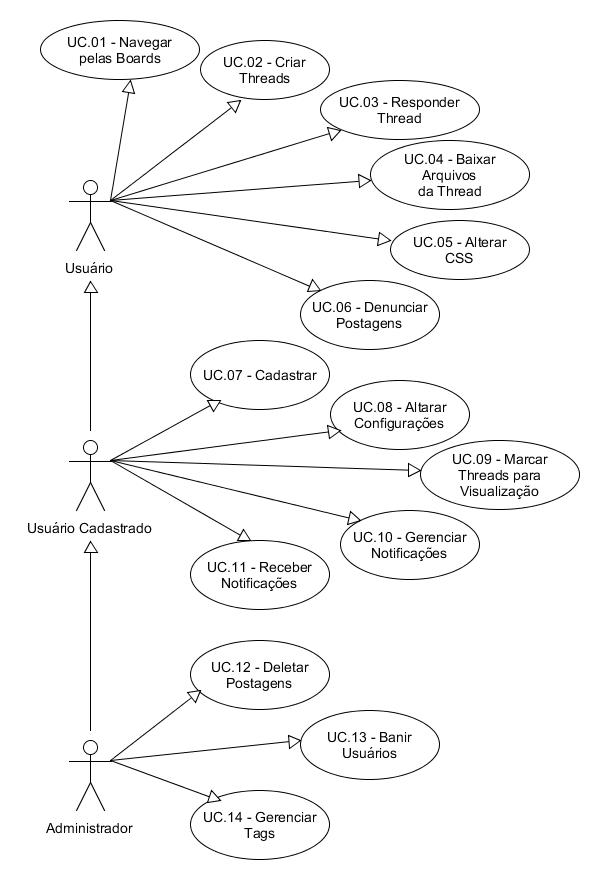 UC.01 - Navegar
pelas Boards
UC.02 - Criar
Threads
UC.03 - Responder
Thread
UC.04 - Baixar
Arquivos
da Thread
UC.05 - Alterar
CSS
UC.06 - Denunciar
Postagens
Usuário
UC.07 - Cadastrar
UC.08 - Altarar
Configurações
UC.09 - Marcar
Threads para
Visualização
UC.10 - Gerenciar
Notificações
UC.11 - Receber
Notificações
Usuário Cadastrado
UC.12 - Deletar
Postagens
UC.13 - Banir
Usuários
UC.14 - Gerenciar
Tags
Administrador